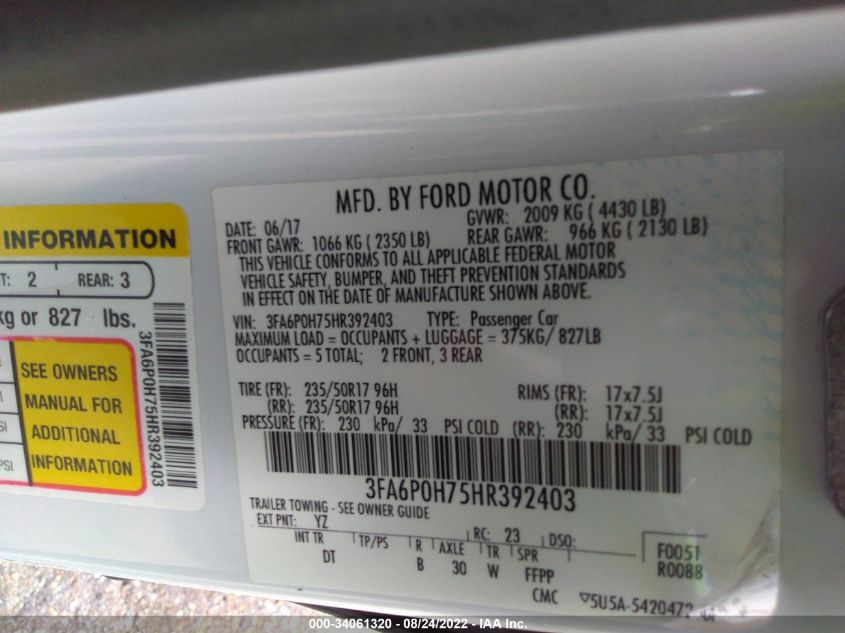 INFORMATION
T: 2 REAR: 3
kg or 827 lbs.
SEE OWNERS
MANUAL FOR
ADDITIONAL
INFORMATION
3FA6P0H75HR392403
MFD. BY FORD MOTOR CO.
DATE: 06/17 GVWR: 2009 KG ( 4430 LB)
FRONT GAWR: 1066 KG ( 2350 LB) REAR GAWR: 966 KG ( 2130 LB)
THIS VEHICLE CONFORMS TO ALL APPLICABLE FEDERAL MOTOR
VEHICLE SAFETY, BUMPER, AND THEFT PREVENTION STANDARDS
IN EFFECT ON THE DATE OF MANUFACTURE SHOWN ABOVE.
VIN: 3FA6P0H75HR392403 TYPE: Passenger Car
MAXIMUM LOAD = OCCUPANTS + LUGGAGE = 375KG/ 827LB
OCCUPANTS = 5 TOTAL; 2 FRONT, 3 REAR
TIRE (FR): 235/50R17 96H RIMS (FR): 17x7.5J
(RR): 235/50R17 96H (RR): 17x7.5J
PRESSURE (FR): 230 kPa/ 33 PSI COLD (RR): 230 kPa/ 33 PSI COLD
3FA6P0H75HR392403
TRAILER TOWING - SEE OWNER GUIDE
EXT PNT: YZ RC: 23 DSO:
INT TR TP/PS R AXLE TR SPR F0051
DT B 30 W FFPP R0088
CMC 5U5A-5420472
000-34061320 - 08/24/2022 - IAA Inc.